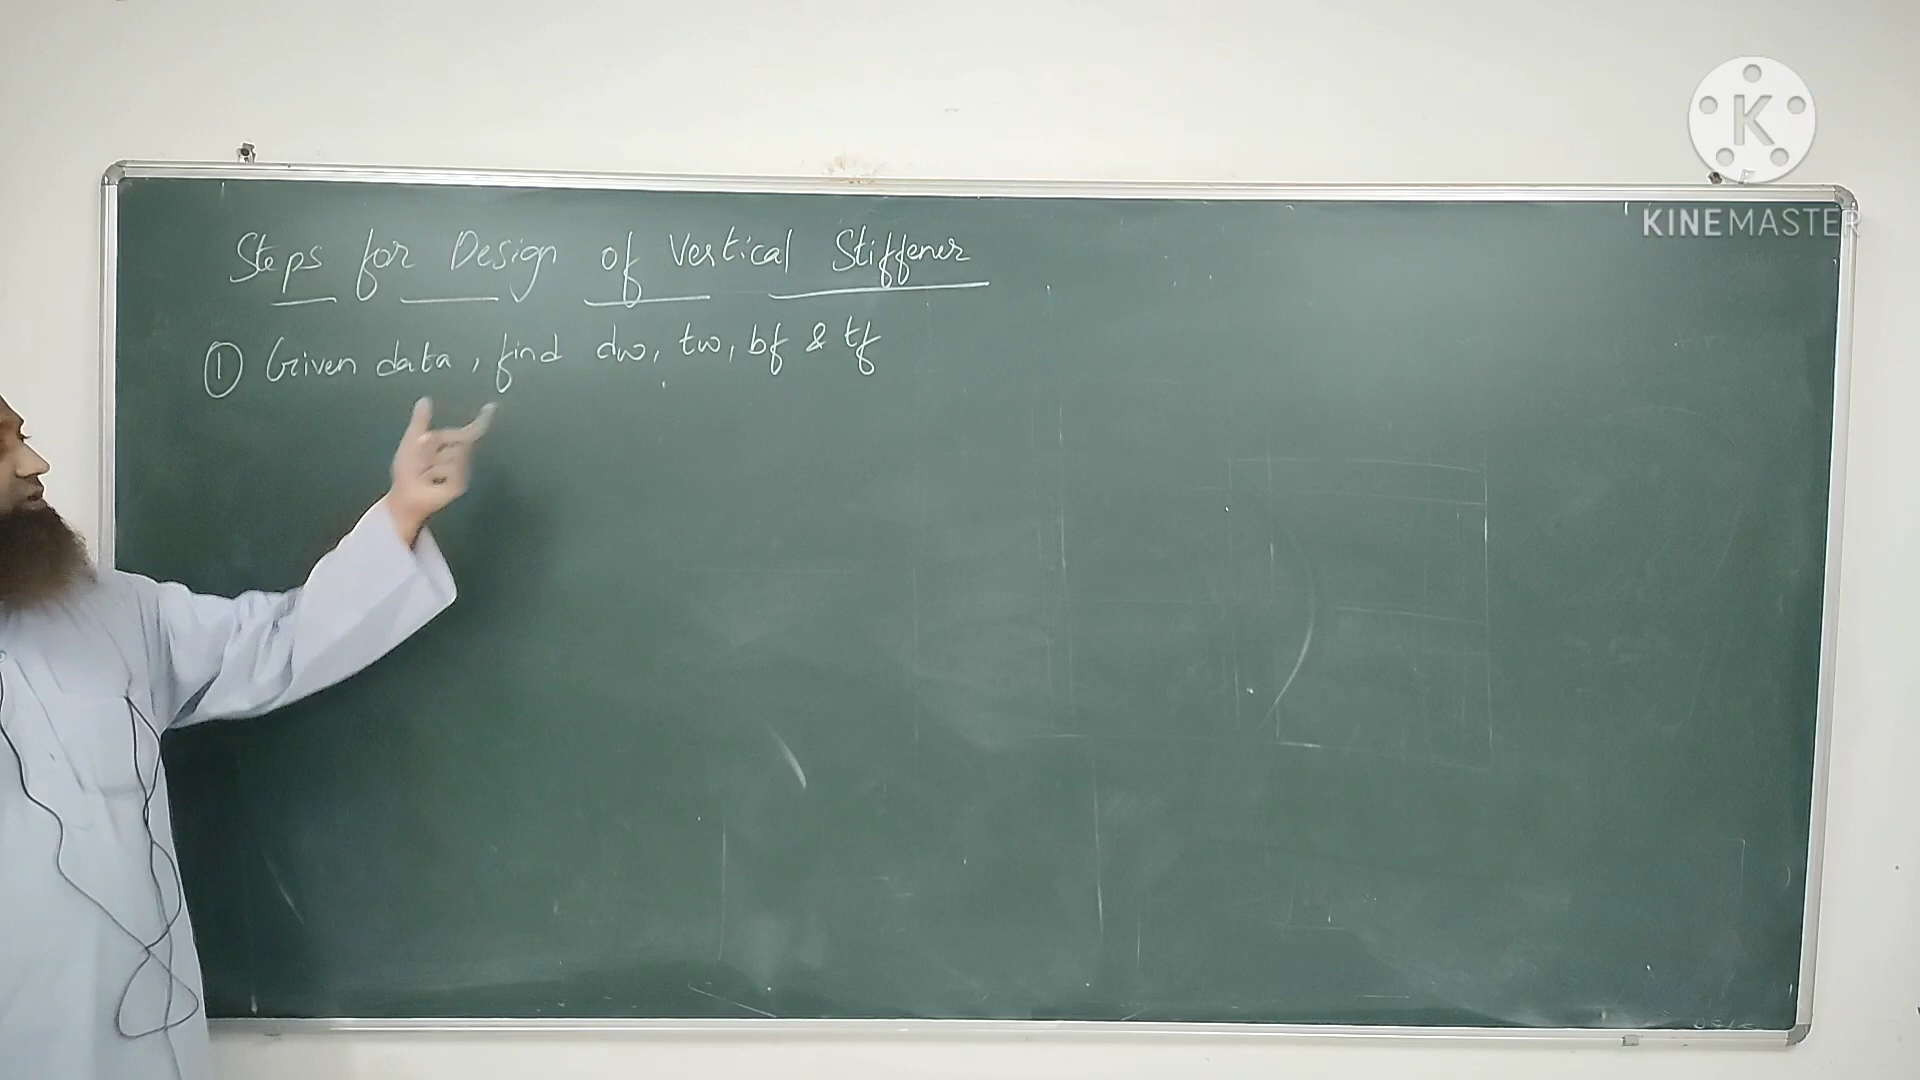 K
KINEMASTER
Steps for Design of Vertical Stiffener
① Given data, find dw, tw, bf & tf